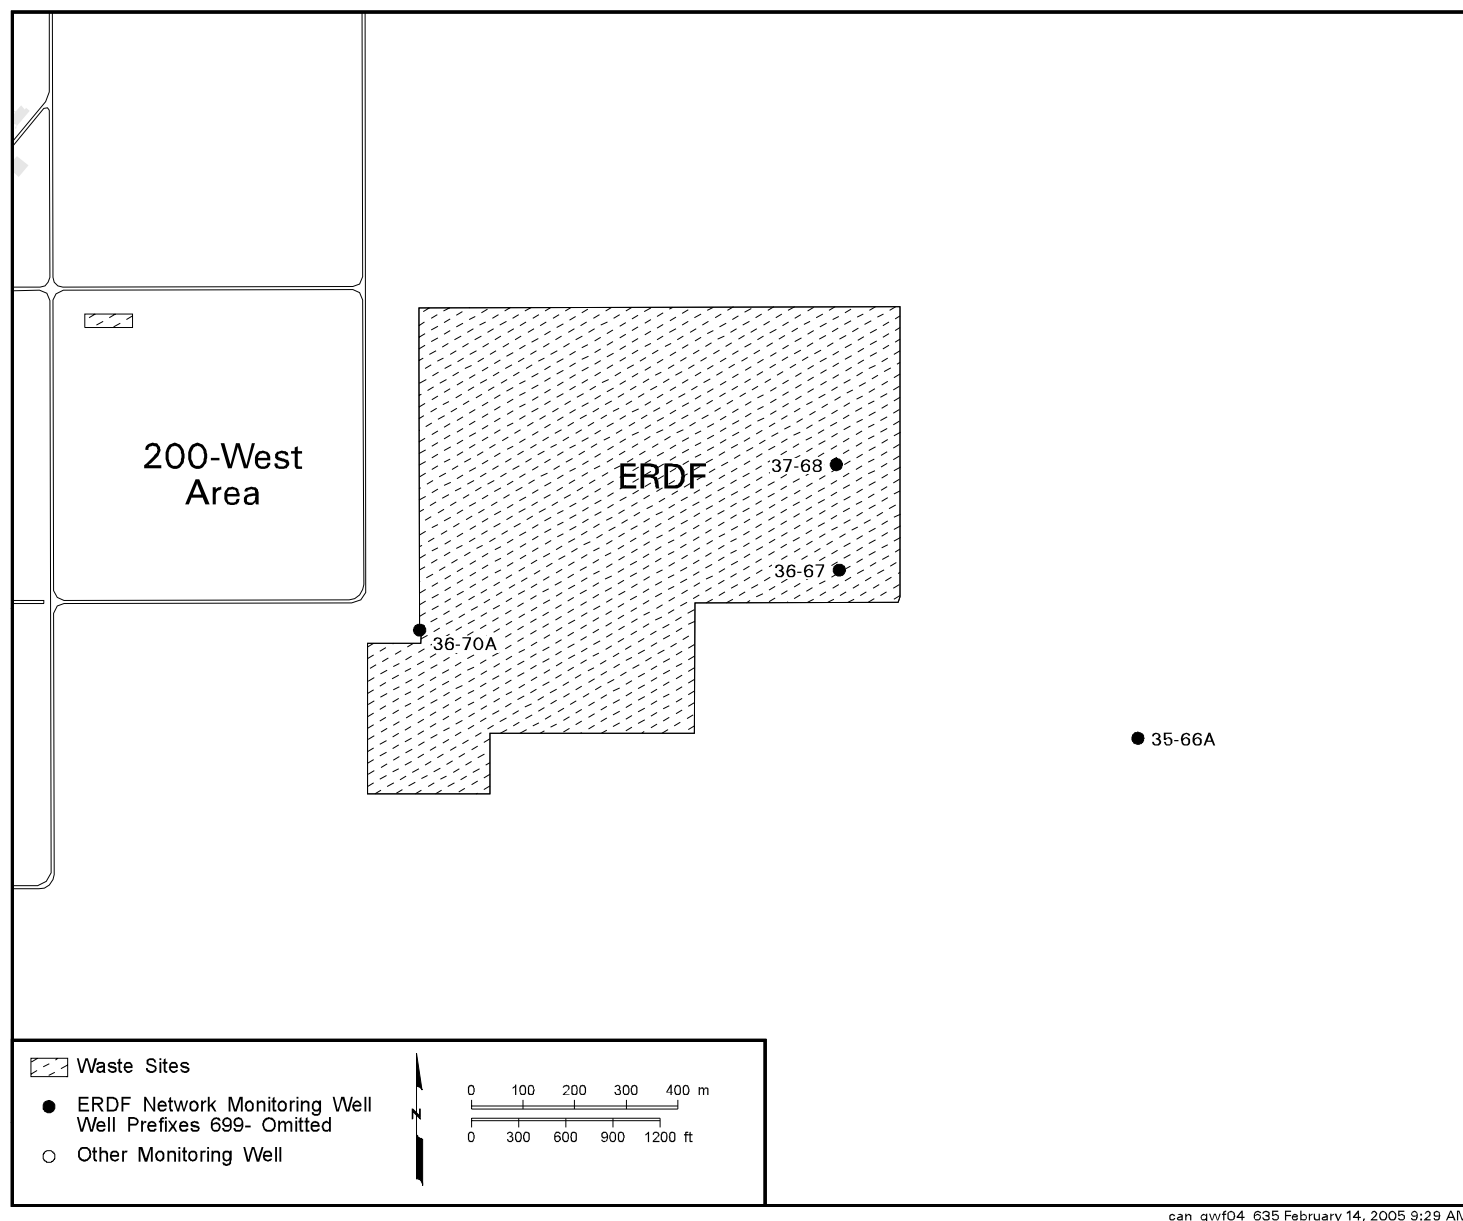 200-West
Area
ERDF
37-68
36-67
36-70A
35-66A
Waste Sites
ERDF Network Monitoring Well
Well Prefixes 699- Omitted
Other Monitoring Well
N
0 100 200 300 400 m
0 300 600 900 1200 ft
can_gwf04_635 February 14, 2005 9:29 AM